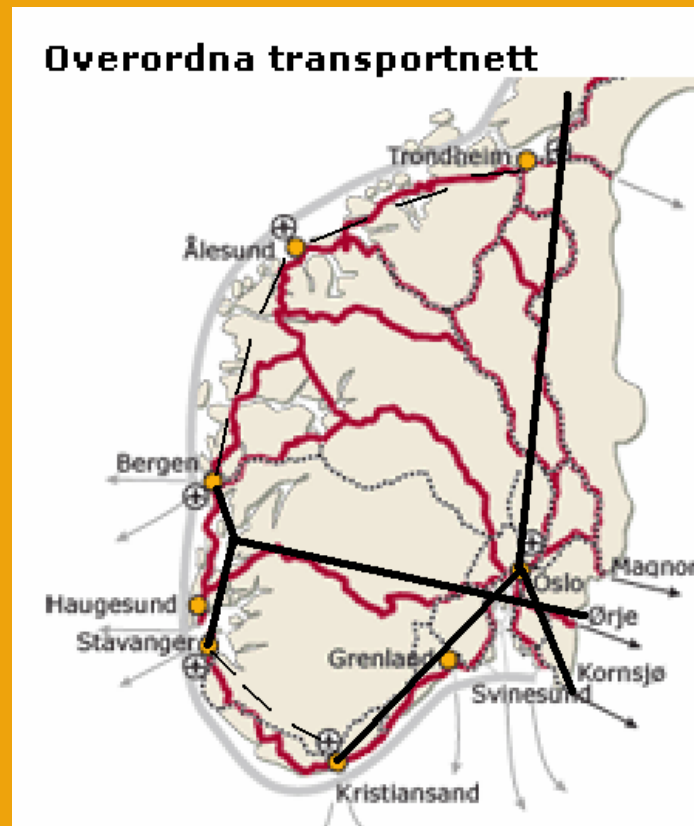 Overordna transportnett
Trondheim
Ålesund
Bergen
Magnor
Oslo
Haugesund
Ørje
Stavanger
Grenland
Kornsjø
Svinesund
Kristiansand